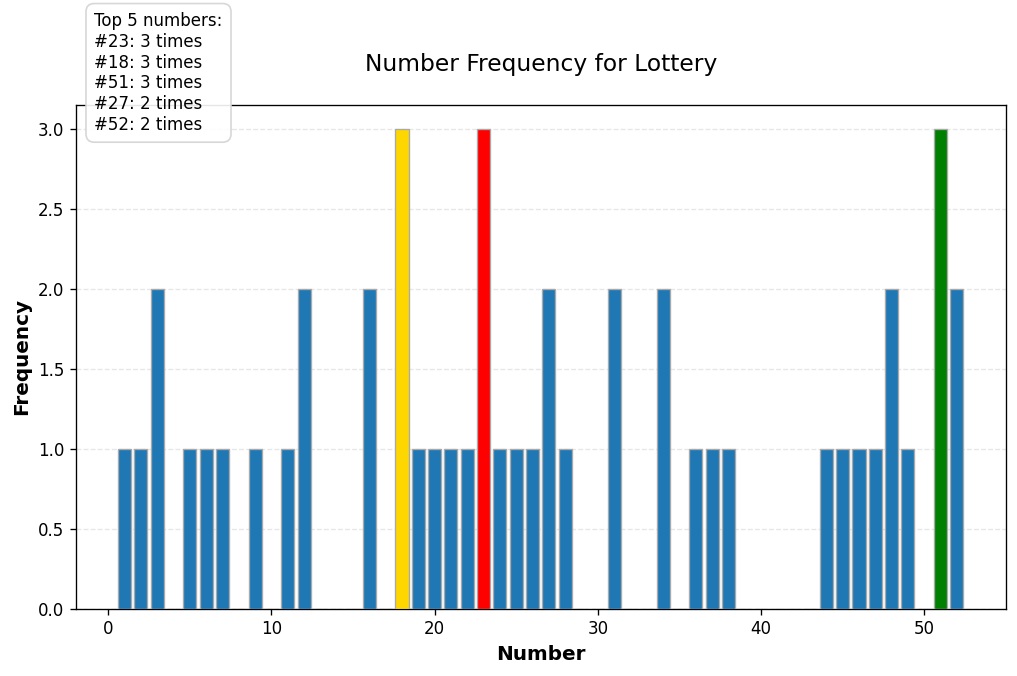 Top 5 numbers:
#23: 3 times
#18: 3 times
#51: 3 times
#27: 2 times
#52: 2 times
Number Frequency for Lottery
Frequency
3.0
2.5
2.0
1.5
1.0
0.5
0.0
0 10 20 30 40 50
Number